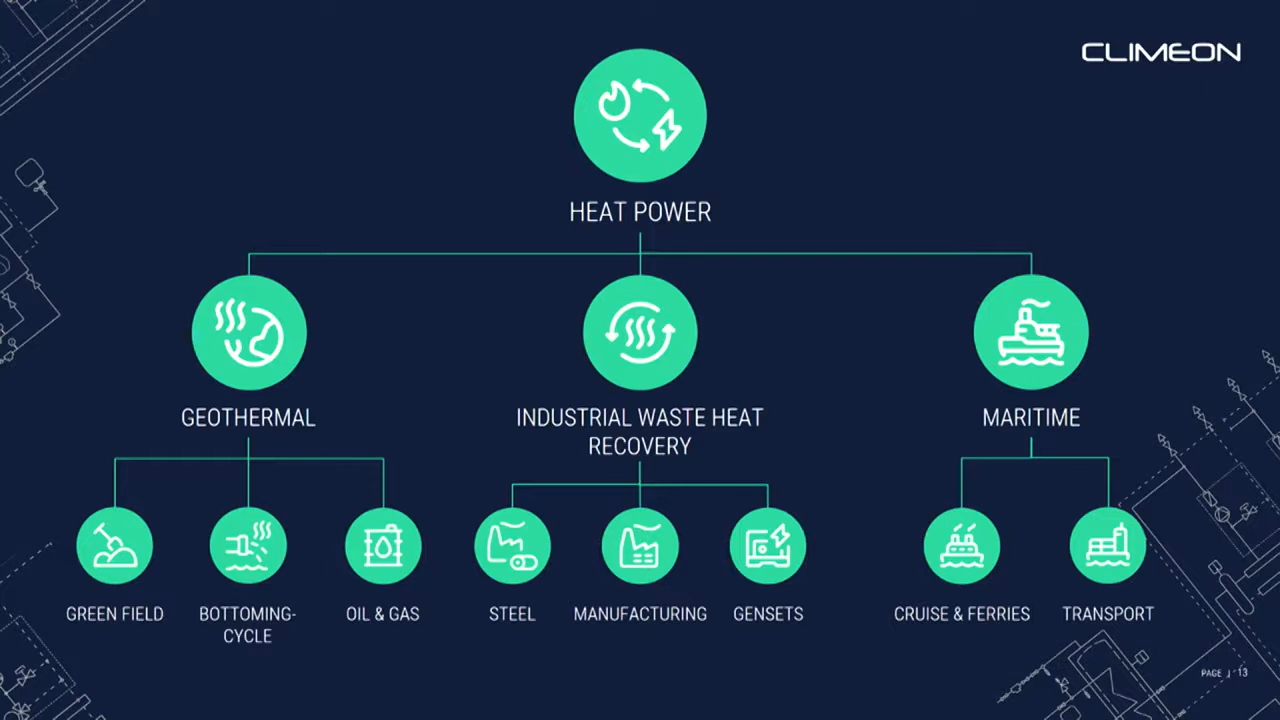 CLIMEON
HEAT POWER
GEOTHERMAL
INDUSTRIAL WASTE HEAT
RECOVERY
MARITIME
GREEN FIELD
BOTTOMING-
CYCLE
OIL & GAS
STEEL
MANUFACTURING
GENSETS
CRUISE & FERRIES
TRANSPORT
PAGE | 13